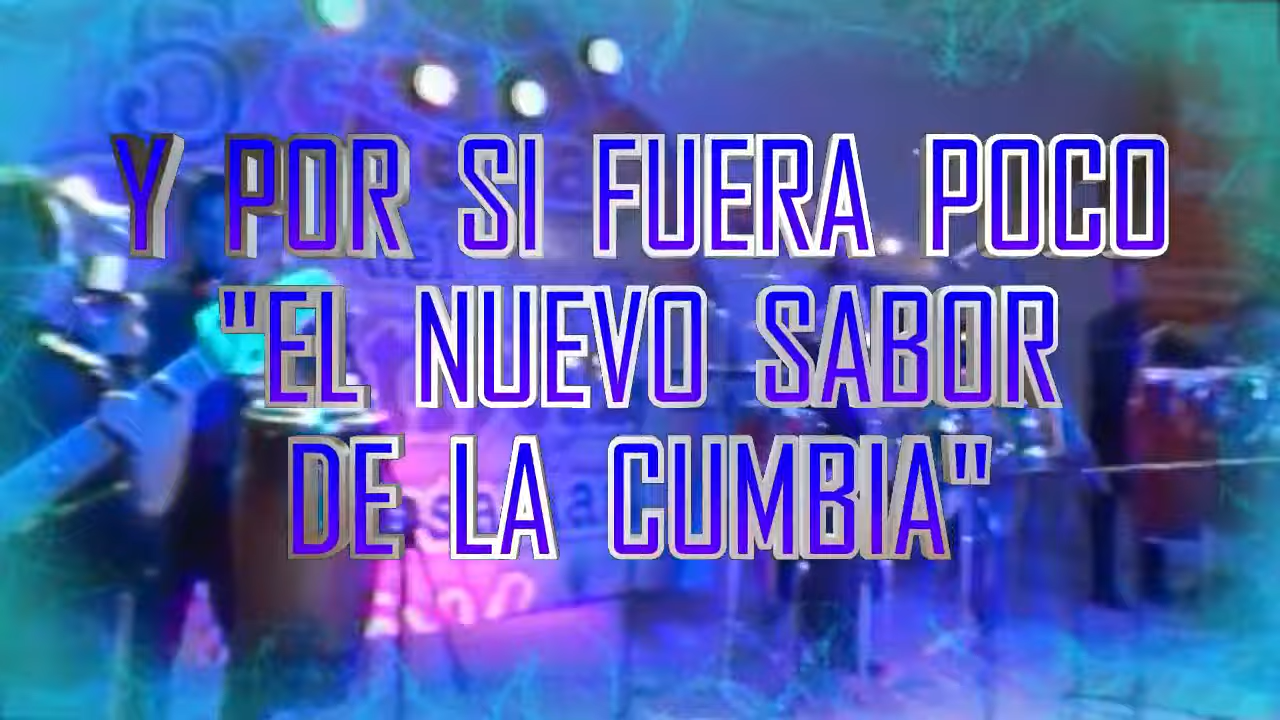 Y POR SI FUERA POCO
"EL NUEVO SABOR
DE LA CUMBIA"